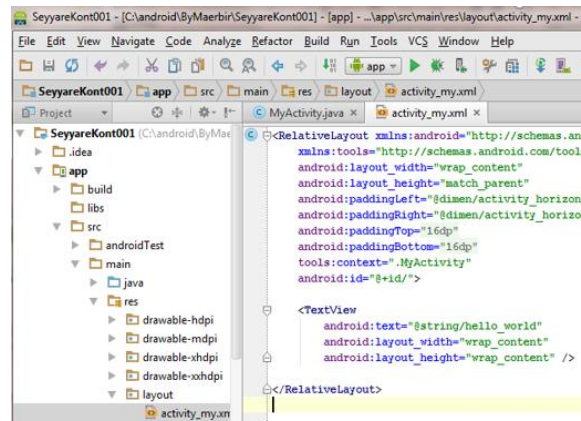 SeyyareKont001 - [C:\android\ByMaerbir\SeyyareKont001] - [app] - ...\app\src\main\res\layout\activity_my.xml -
File Edit View Navigate Code Analyze Refactor Build Run Tools VCS Window Help
app
SeyyareKont001 app src main res layout activity_my.xml
Project MyActivity.java × activity_my.xml ×
SeyyareKont001 (C:\android\ByMae
.idea
app
build
libs
src
androidTest
main
java
res
drawable-hdpi
drawable-mdpi
drawable-xhdpi
drawable-xxhdpi
layout
activity_my.xm
<RelativeLayout xmlns:android="http://schemas.an
xmlns:tools="http://schemas.android.com/tool
android:layout_width="wrap_content"
android:layout_height="match_parent"
android:paddingLeft="@dimen/activity_horizon
android:paddingRight="@dimen/activity_horizo
android:paddingTop="16dp"
android:paddingBottom="16dp"
tools:context=".MyActivity"
android:id="@+id/">
<TextView
android:text="@string/hello_world"
android:layout_width="wrap_content"
android:layout_height="wrap_content" />
</RelativeLayout>